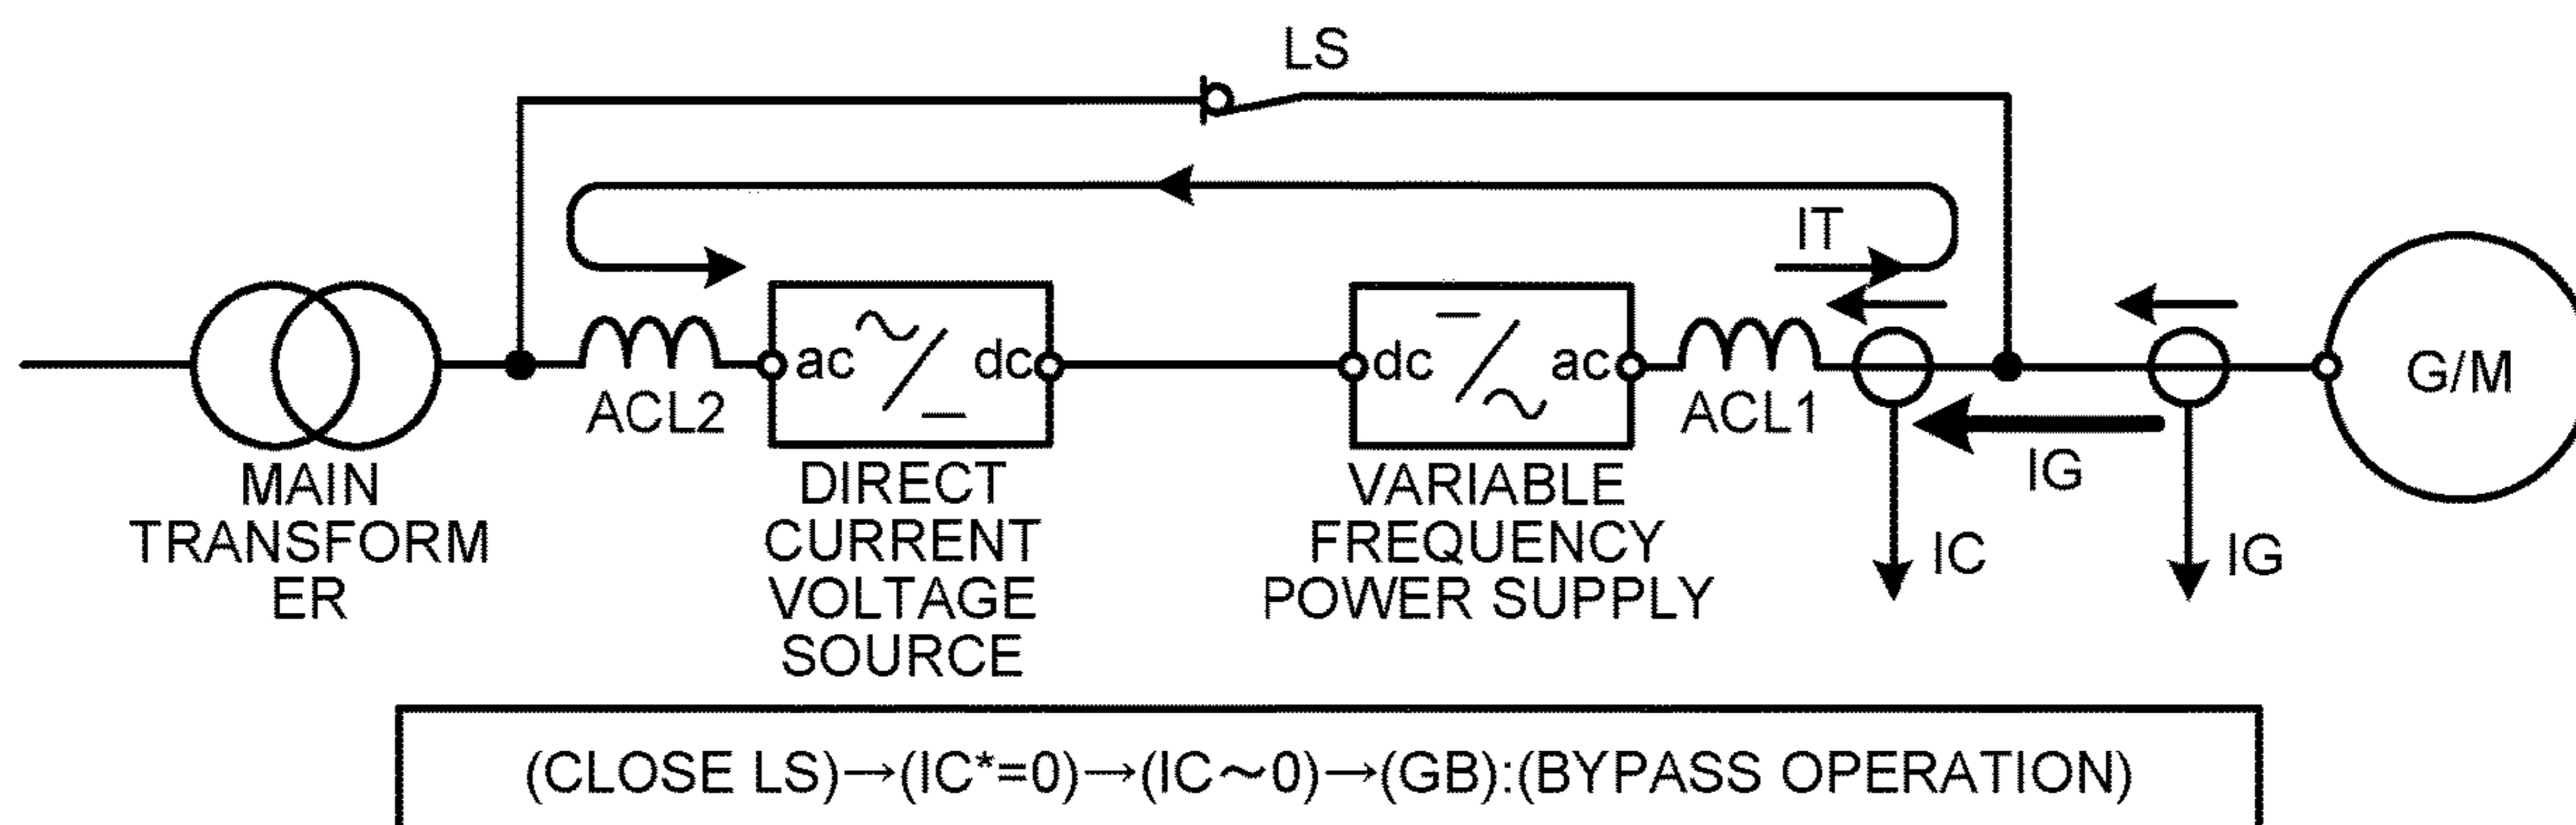 LS
IT
ac
dc
dc
ac
G/M
ACL2
ACL1
MAIN
TRANSFORM
ER
DIRECT
CURRENT
VOLTAGE
SOURCE
VARIABLE
FREQUENCY
POWER SUPPLY
IG
IC
IG
(CLOSE LS)→(IC*=0)→(IC～0)→(GB):(BYPASS OPERATION)